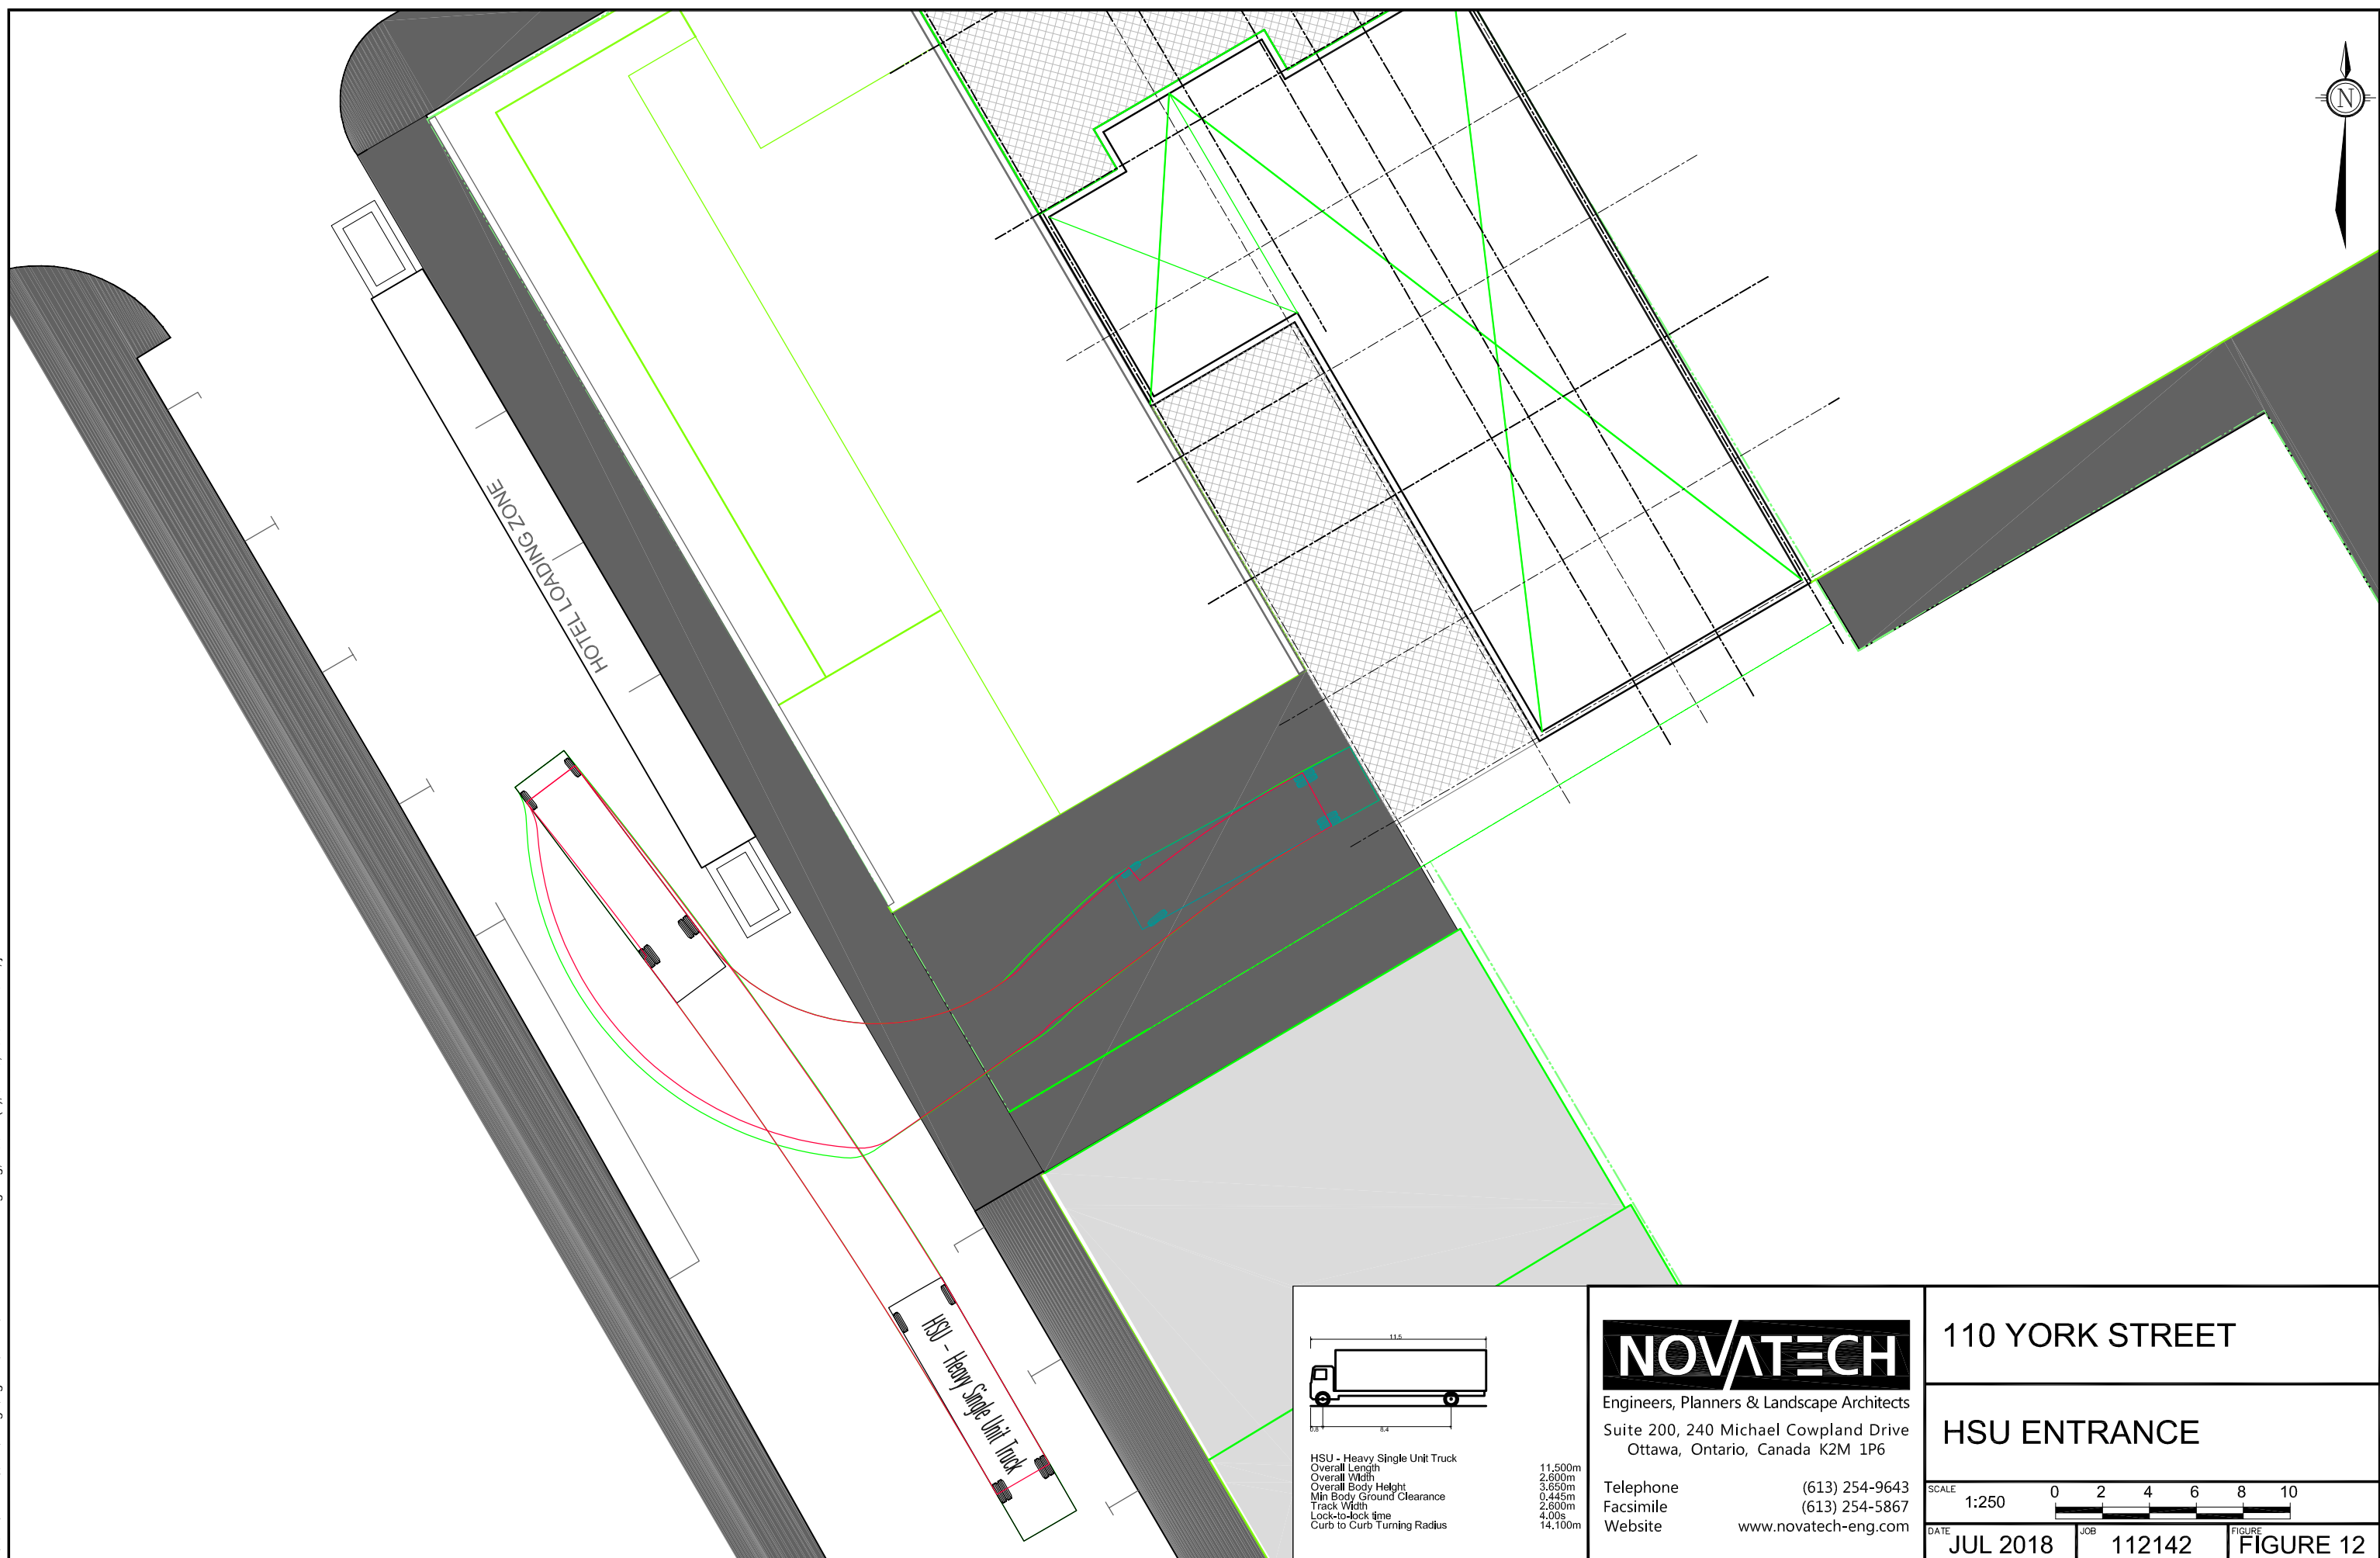 N
HOTEL LOADING ZONE
HSU - Heavy Single Unit Truck
11.5
0.8
8.4
HSU - Heavy Single Unit Truck
Overall Length 11.500m
Overall Width 2.600m
Overall Body Height 3.650m
Min Body Ground Clearance 0.445m
Track Width 2.600m
Lock-to-lock time 4.00s
Curb to Curb Turning Radius 14.100m
NOVATECH
Engineers, Planners & Landscape Architects
Suite 200, 240 Michael Cowpland Drive
Ottawa, Ontario, Canada K2M 1P6
Telephone (613) 254-9643
Facsimile (613) 254-5867
Website www.novatech-eng.com
110 YORK STREET
HSU ENTRANCE
SCALE
1:250
0 2 4 6 8 10
DATE
JUL 2018
JOB
112142
FIGURE
FIGURE 12